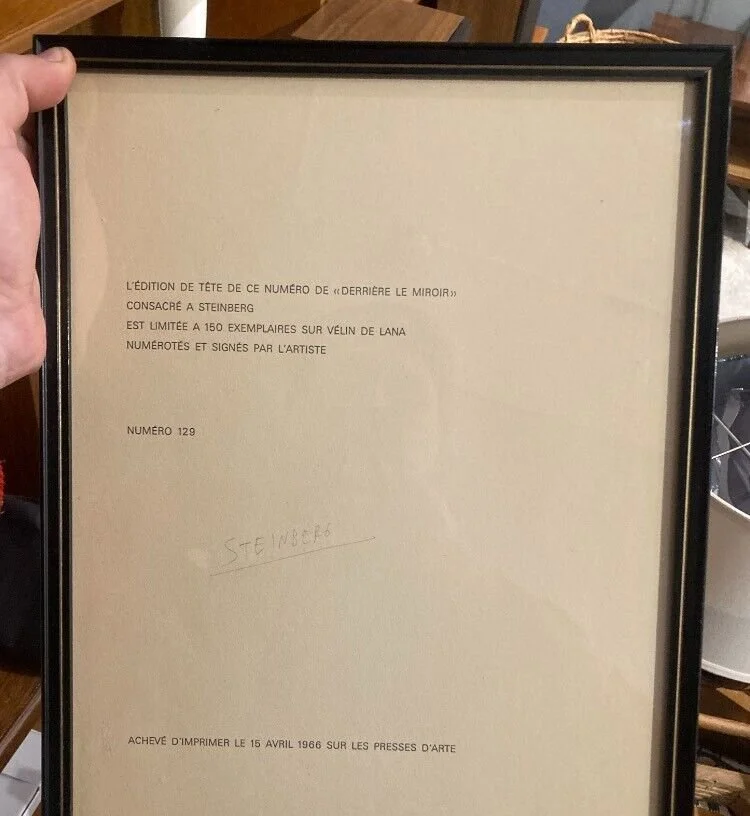 L'ÉDITION DE TÊTE DE CE NUMÉRO DE «DERRIÈRE LE MIROIR»
CONSACRÉ A STEINBERG
EST LIMITÉE A 150 EXEMPLAIRES SUR VÉLIN DE LANA
NUMÉROTÉS ET SIGNÉS PAR L'ARTISTE
NUMÉRO 129
STEINBERG
ACHEVÉ D'IMPRIMER LE 15 AVRIL 1966 SUR LES PRESSES D'ARTE